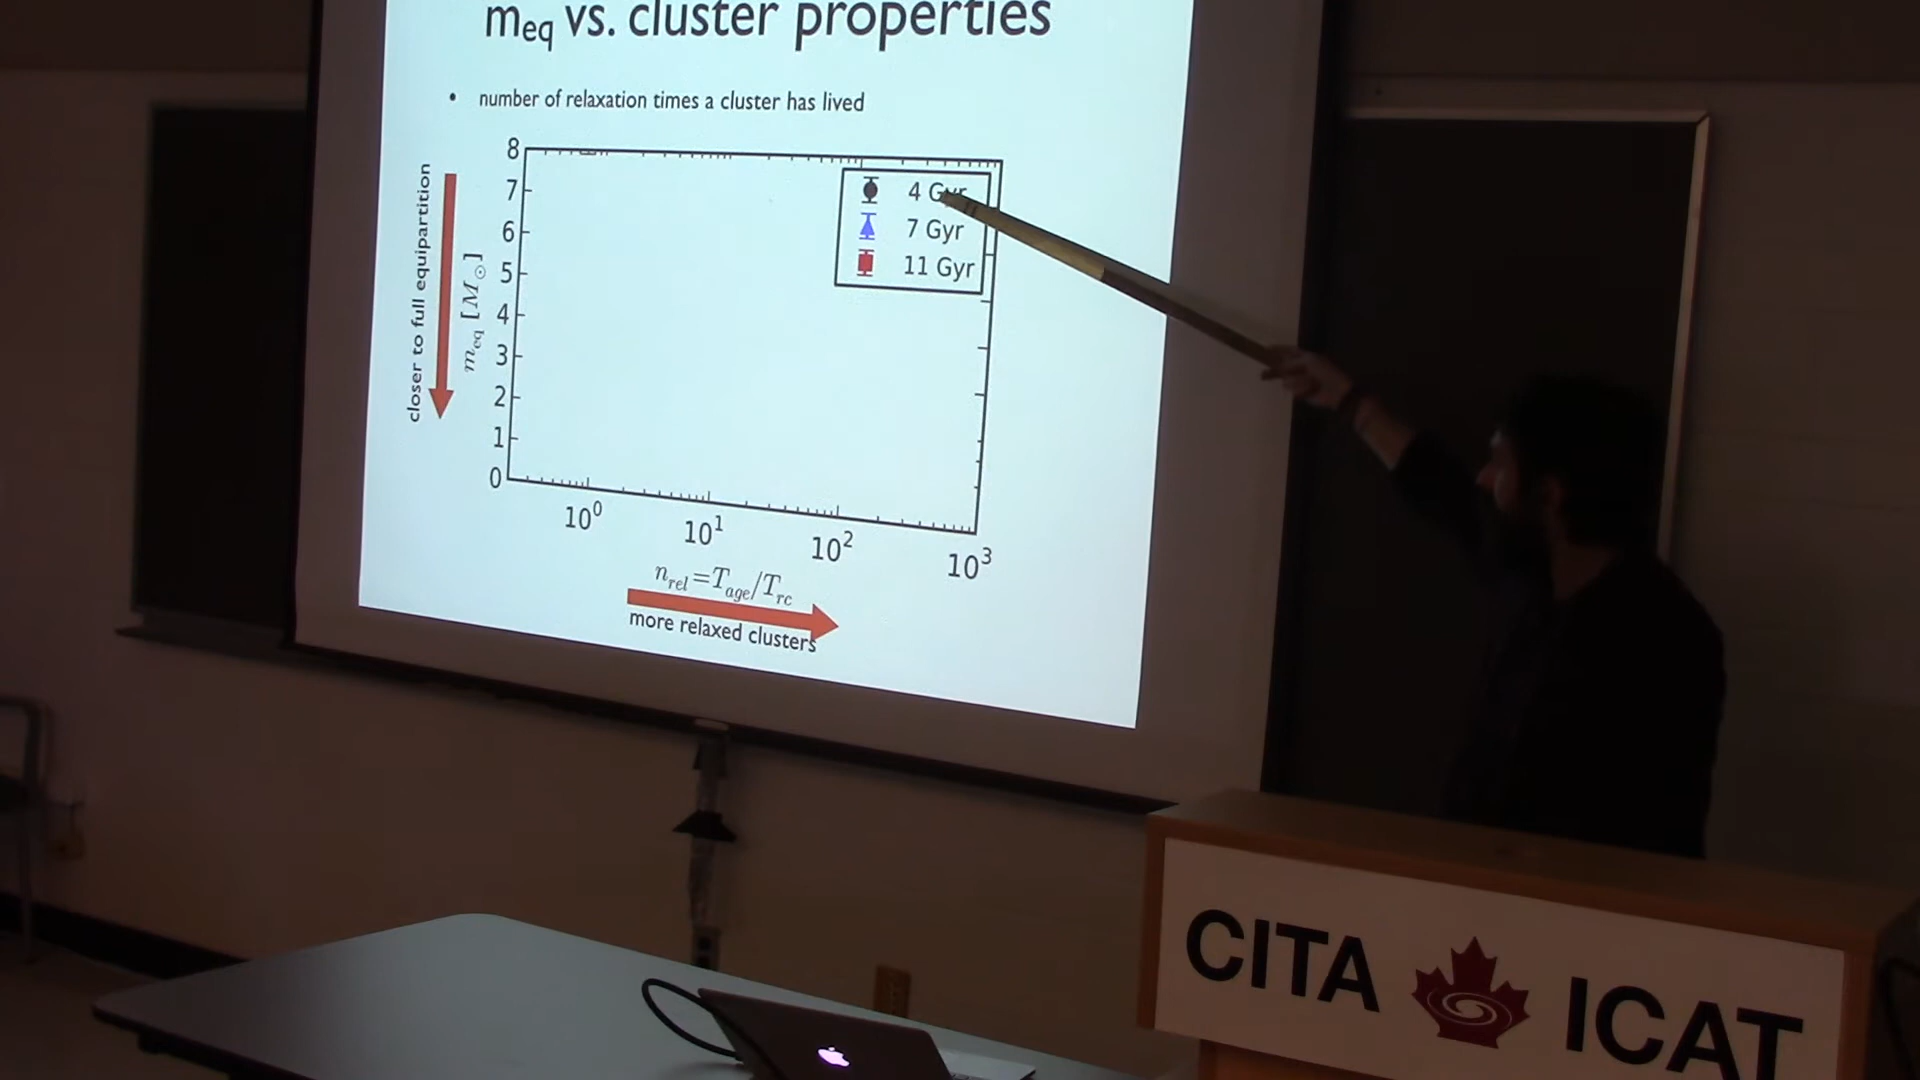 m_eq vs. cluster properties
• number of relaxation times a cluster has lived
closer to full equipartition
m_eq [M_⊙]
8
7
6
5
4
3
2
1
0
4 Gyr
7 Gyr
11 Gyr
10^0 10^1 10^2 10^3
n_rel=T_age/T_rc
more relaxed clusters
CITA ICAT